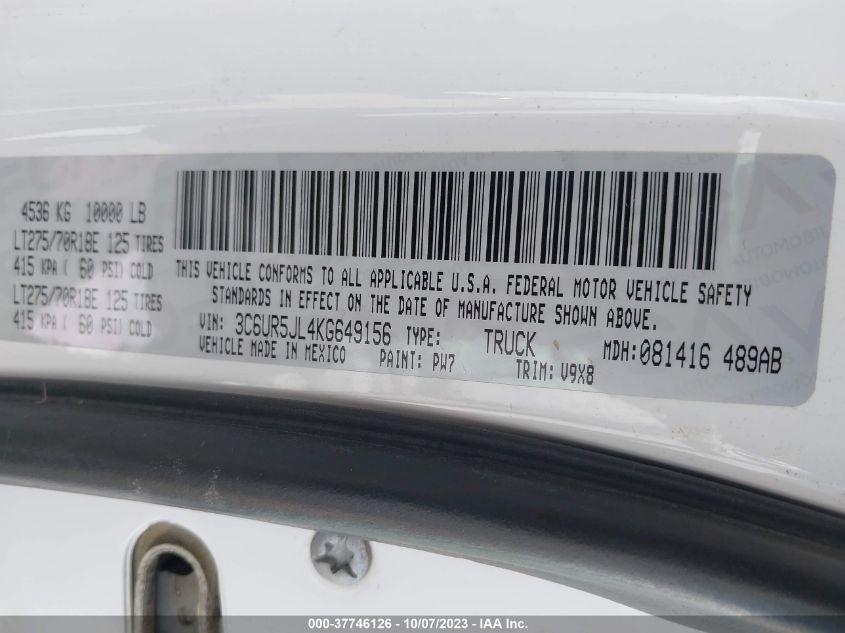 4536 KG 10000 LB
LT275/70R18E 125 TIRES
415 KPA ( 60 PSI) COLD
LT275/70R18E 125 TIRES
415 KPA ( 60 PSI) COLD
THIS VEHICLE CONFORMS TO ALL APPLICABLE U.S.A. FEDERAL MOTOR VEHICLE SAFETY
STANDARDS IN EFFECT ON THE DATE OF MANUFACTURE SHOWN ABOVE.
VIN: 3C6UR5JL4KG649156 TYPE: TRUCK MDH:081416 489AB
VEHICLE MADE IN MEXICO PAINT: PW7 TRIM: V9X8
000-37746126 - 10/07/2023 - IAA Inc.